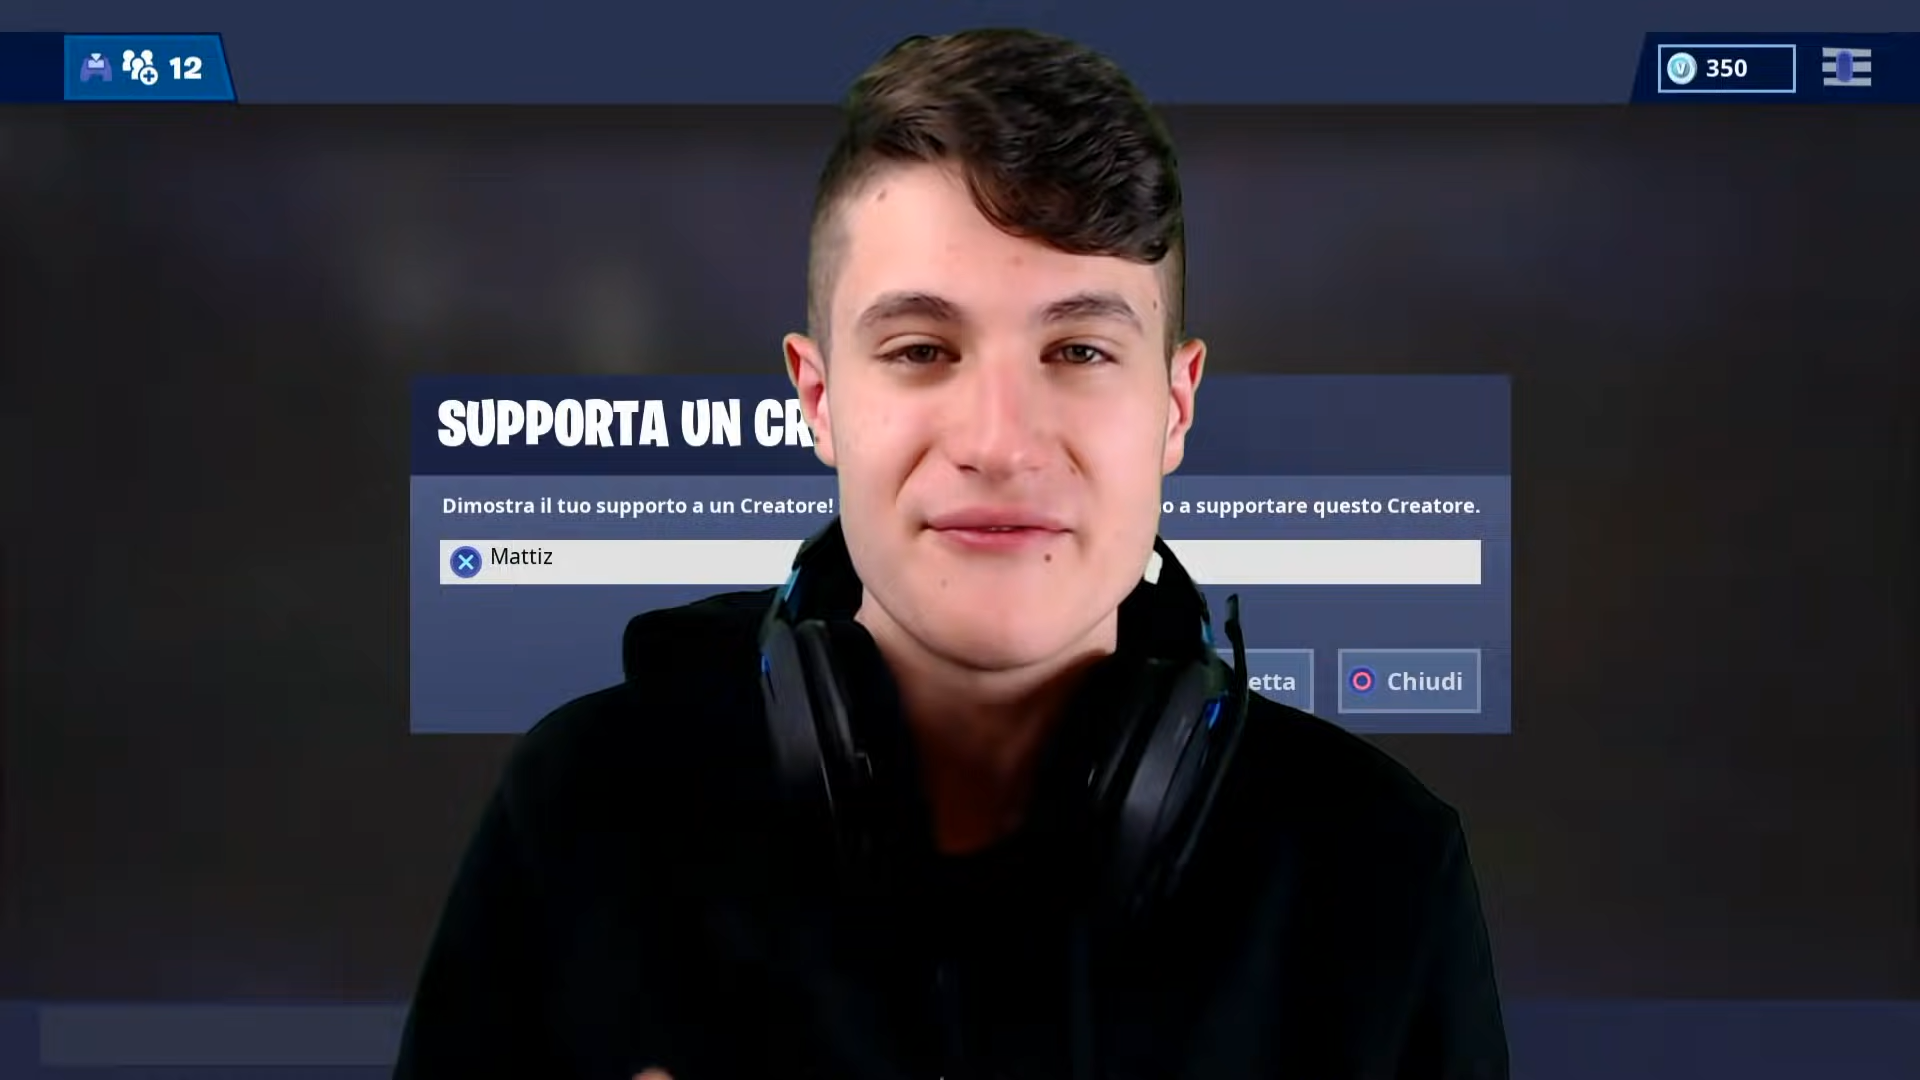 12
350
SUPPORTA UN CR
Dimostra il tuo supporto a un Creatore! o a supportare questo Creatore.
Mattiz
etta
Chiudi